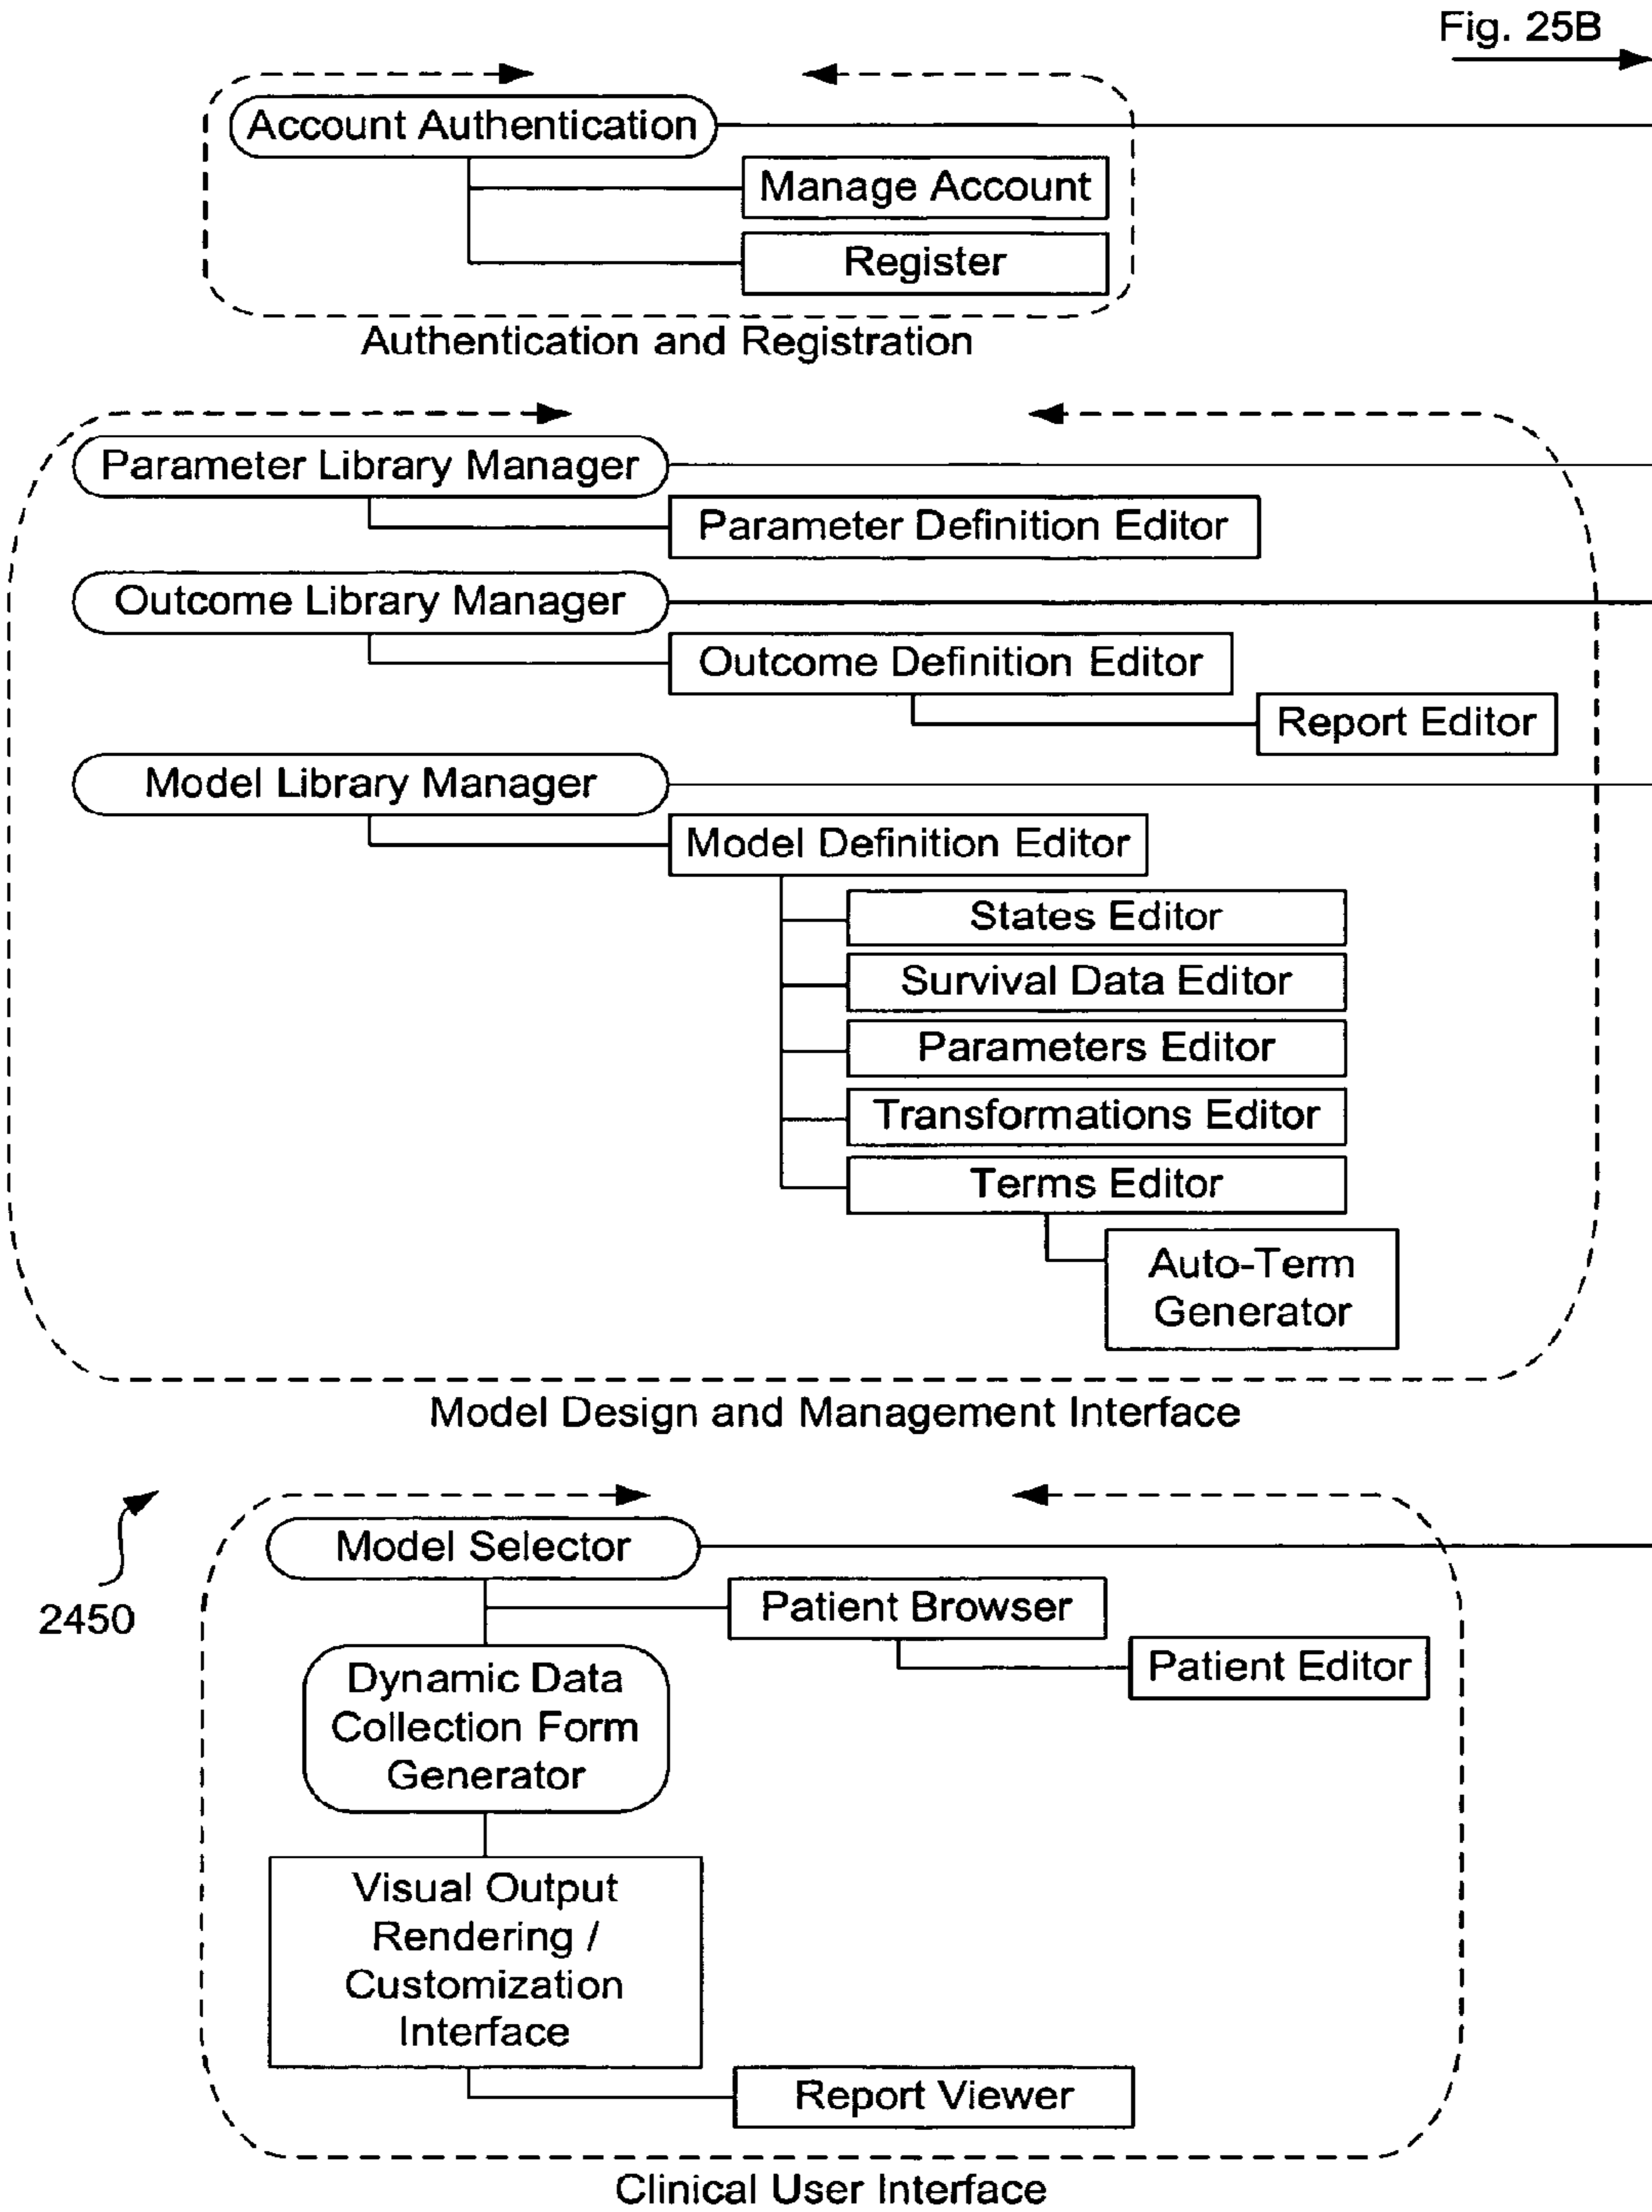 Fig. 25B
Account Authentication
Manage Account
Register
Authentication and Registration
Parameter Library Manager
Parameter Definition Editor
Outcome Library Manager
Outcome Definition Editor
Report Editor
Model Library Manager
Model Definition Editor
States Editor
Survival Data Editor
Parameters Editor
Transformations Editor
Terms Editor
Auto-Term
Generator
Model Design and Management Interface
Model Selector
2450
Patient Browser
Patient Editor
Dynamic Data
Collection Form
Generator
Visual Output
Rendering /
Customization
Interface
Report Viewer
Clinical User Interface